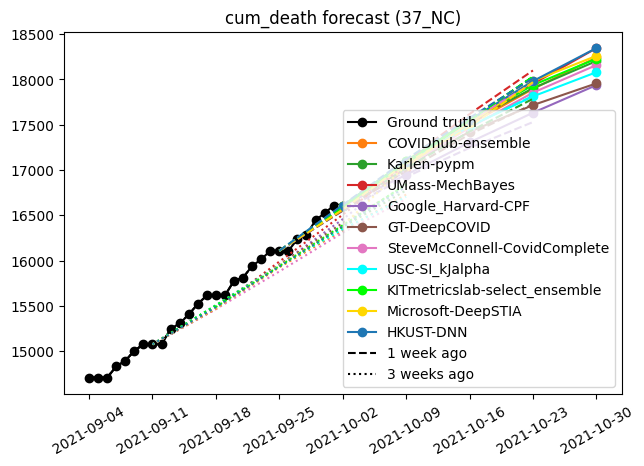 cum_death forecast (37_NC)
18500
18000
17500
17000
16500
16000
15500
15000
Ground truth
COVIDhub-ensemble
Karlen-pypm
UMass-MechBayes
Google_Harvard-CPF
GT-DeepCOVID
SteveMcConnell-CovidComplete
USC-SI_kJalpha
KITmetricslab-select_ensemble
Microsoft-DeepSTIA
HKUST-DNN
1 week ago
3 weeks ago
2021-09-04
2021-09-11
2021-09-18
2021-09-25
2021-10-02
2021-10-09
2021-10-16
2021-10-23
2021-10-30